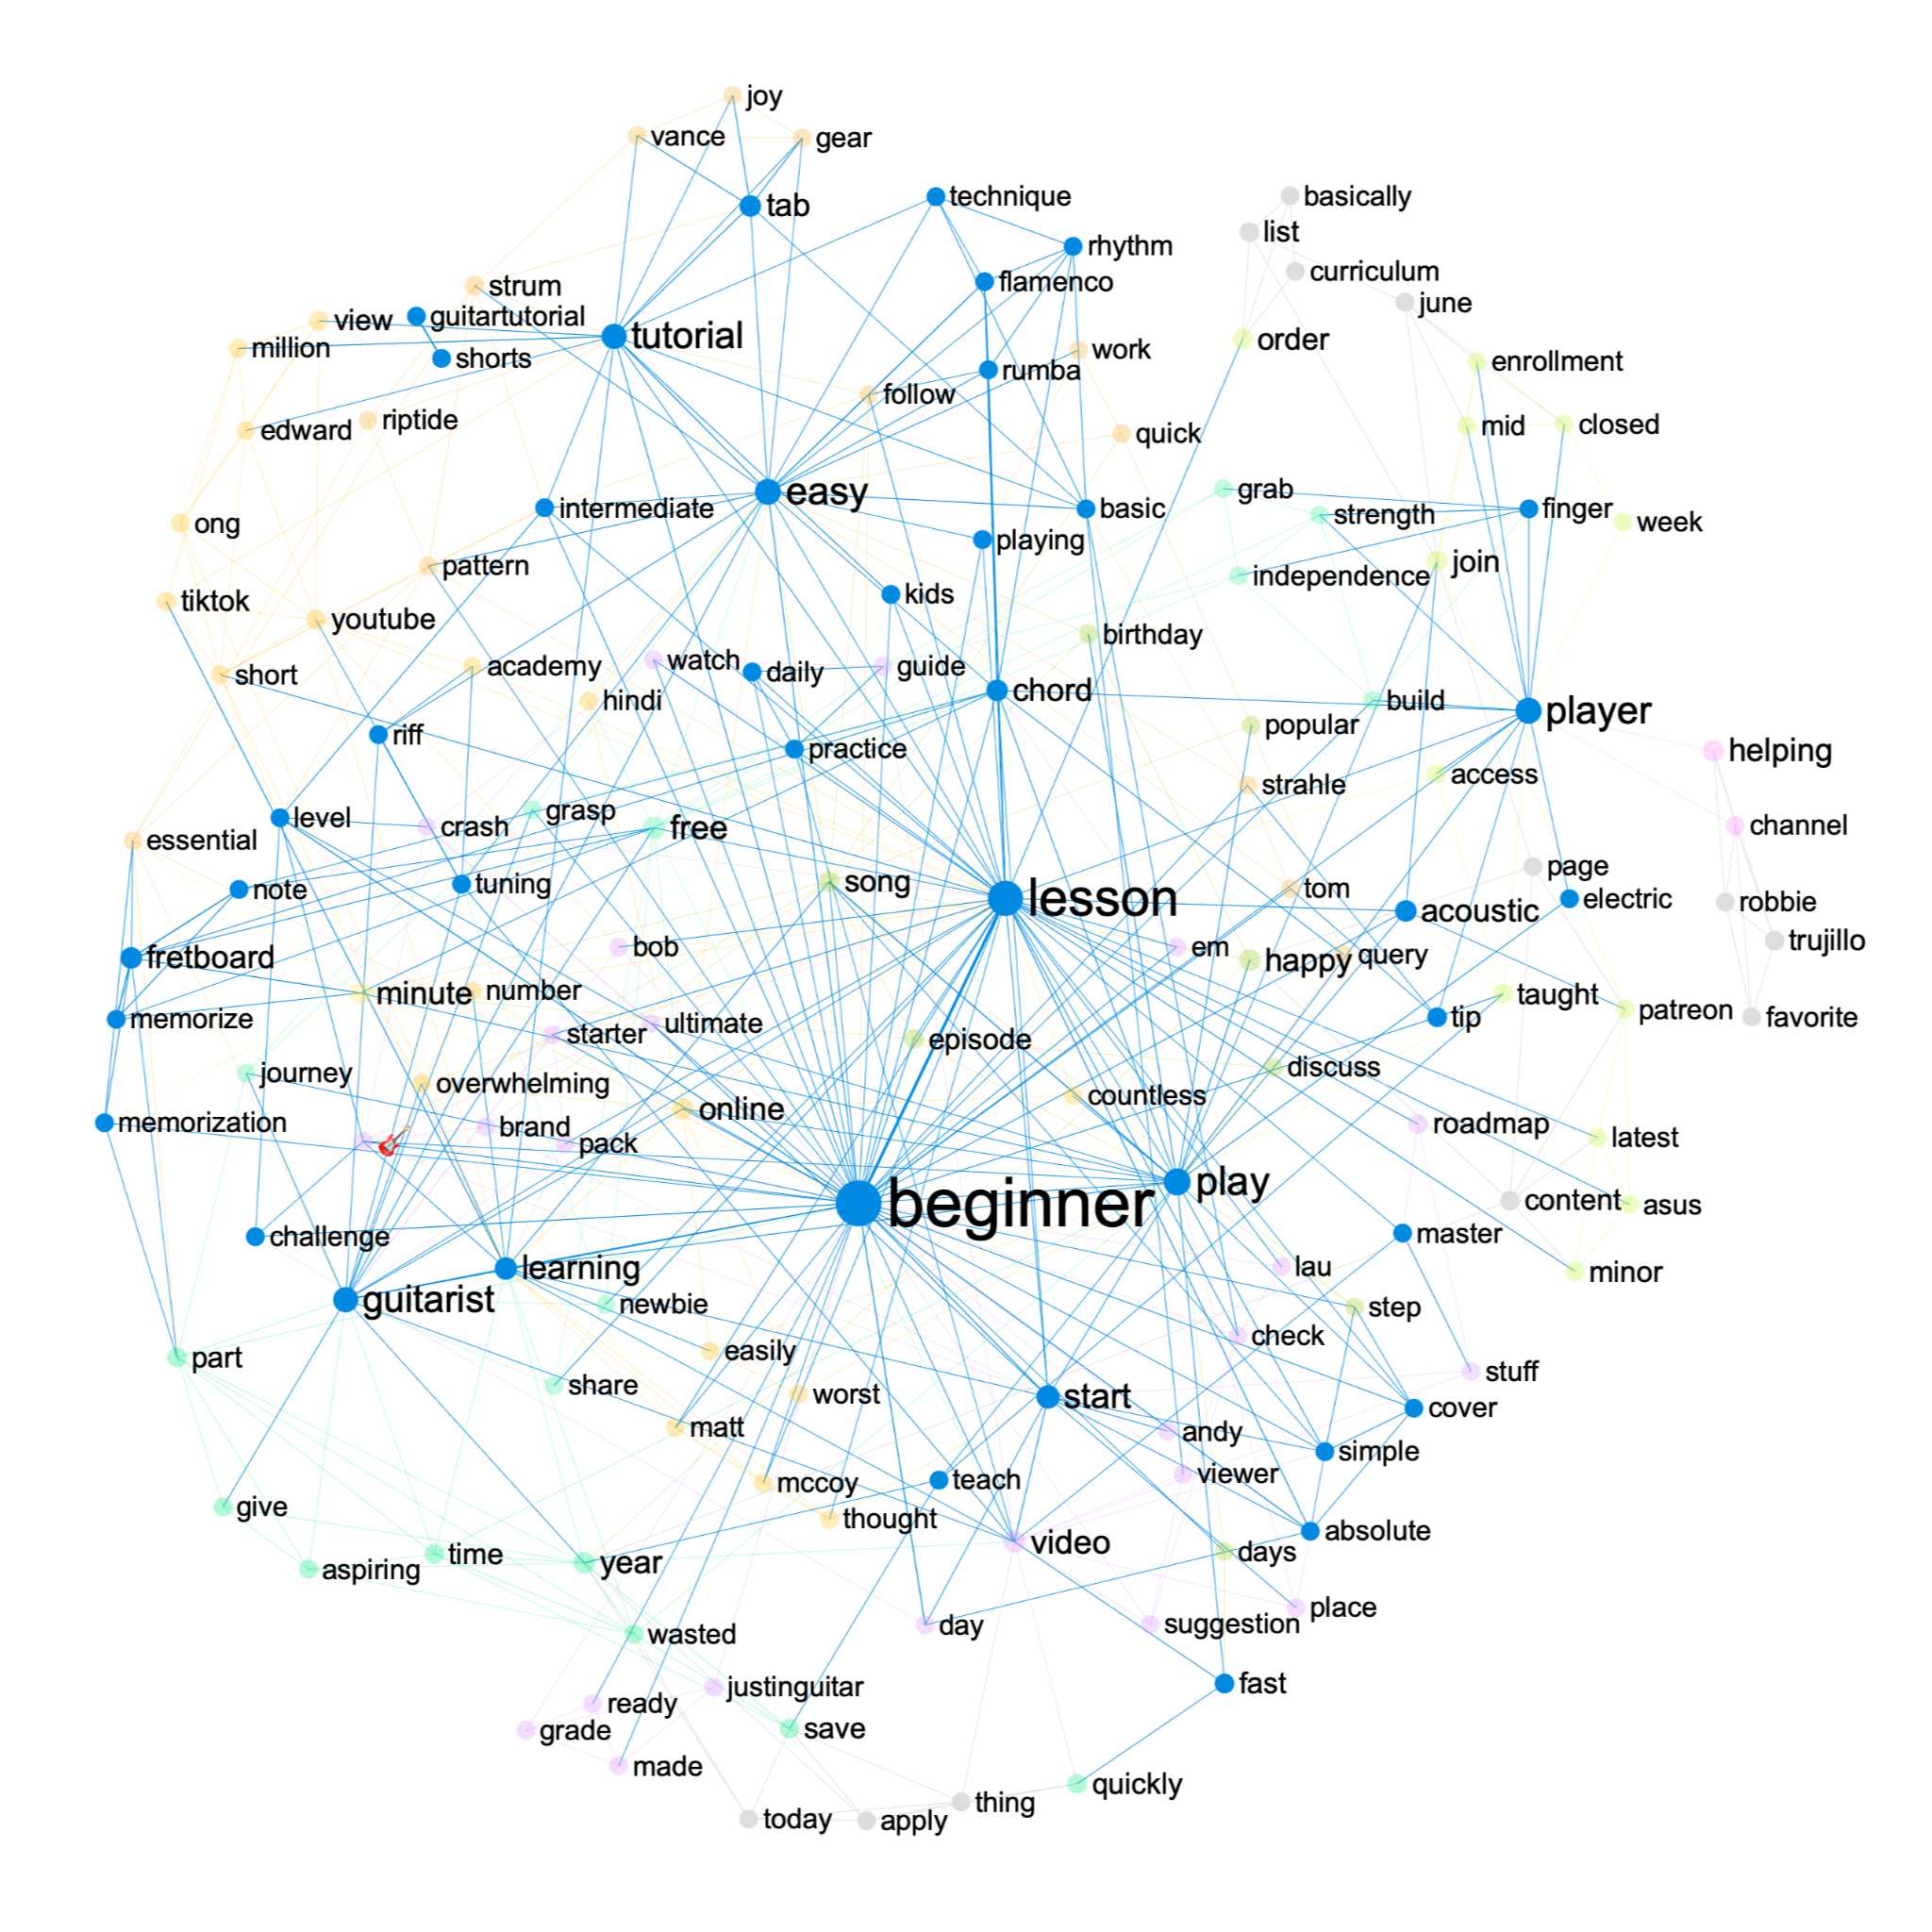 joy
vance
gear
tab
technique
basically
list
rhythm
curriculum
flamenco
strum
june
guitartutorial
view
tutorial
order
million
work
shorts
enrollment
rumba
follow
riptide
closed
mid
edward
quick
easy
grab
intermediate
basic
finger
strength
week
ong
playing
join
pattern
independence
kids
tiktok
youtube
birthday
watch
academy
guide
daily
short
chord
hindi
build
player
popular
riff
practice
helping
access
strahle
grasp
level
channel
crash
free
essential
page
song
tuning
tom
note
lesson
electric
robbie
acoustic
trujillo
bob
em
fretboard
happy
query
number
minute
taught
patreon
memorize
tip
favorite
ultimate
starter
episode
discuss
journey
overwhelming
countless
online
memorization
roadmap
brand
latest
pack
play
content
beginner
asus
master
challenge
lau
learning
minor
guitarist
newbie
step
check
easily
part
stuff
share
worst
start
cover
matt
andy
simple
viewer
teach
mccoy
give
thought
absolute
video
days
time
year
aspiring
place
suggestion
day
wasted
fast
justinguitar
ready
save
grade
made
quickly
thing
today
apply